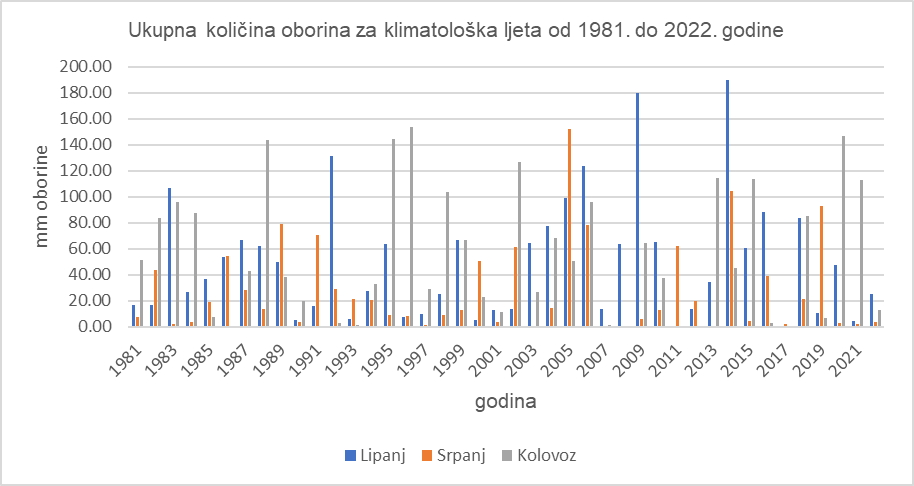 Ukupna količina oborina za klimatološka ljeta od 1981. do 2022. godine
mm oborine
200.00
180.00
160.00
140.00
120.00
100.00
80.00
60.00
40.00
20.00
0.00
1981 1983 1985 1987 1989 1991 1993 1995 1997 1999 2001 2003 2005 2007 2009 2011 2013 2015 2017 2019 2021
godina
Lipanj Srpanj Kolovoz